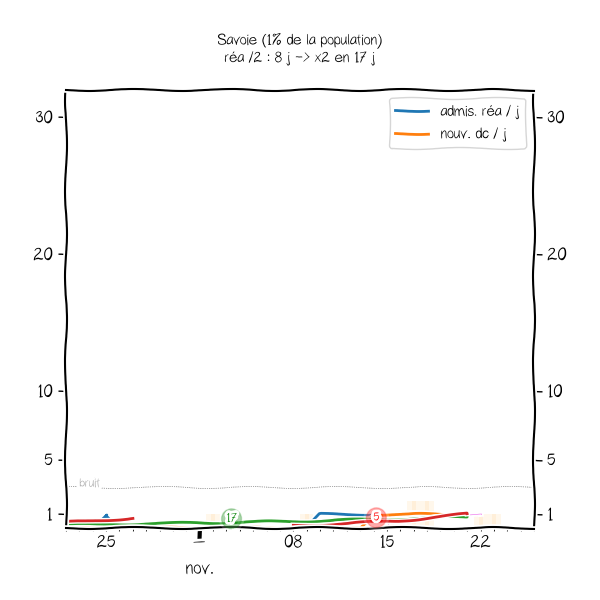 Savoie (1% de la population)
réa /2 : 8 j -> x2 en 17 j
admis. réa / j
nouv. dc / j
30
30
20
20
10
10
5
5
bruit
1
1
17
5
25
1
08
15
22
nov.